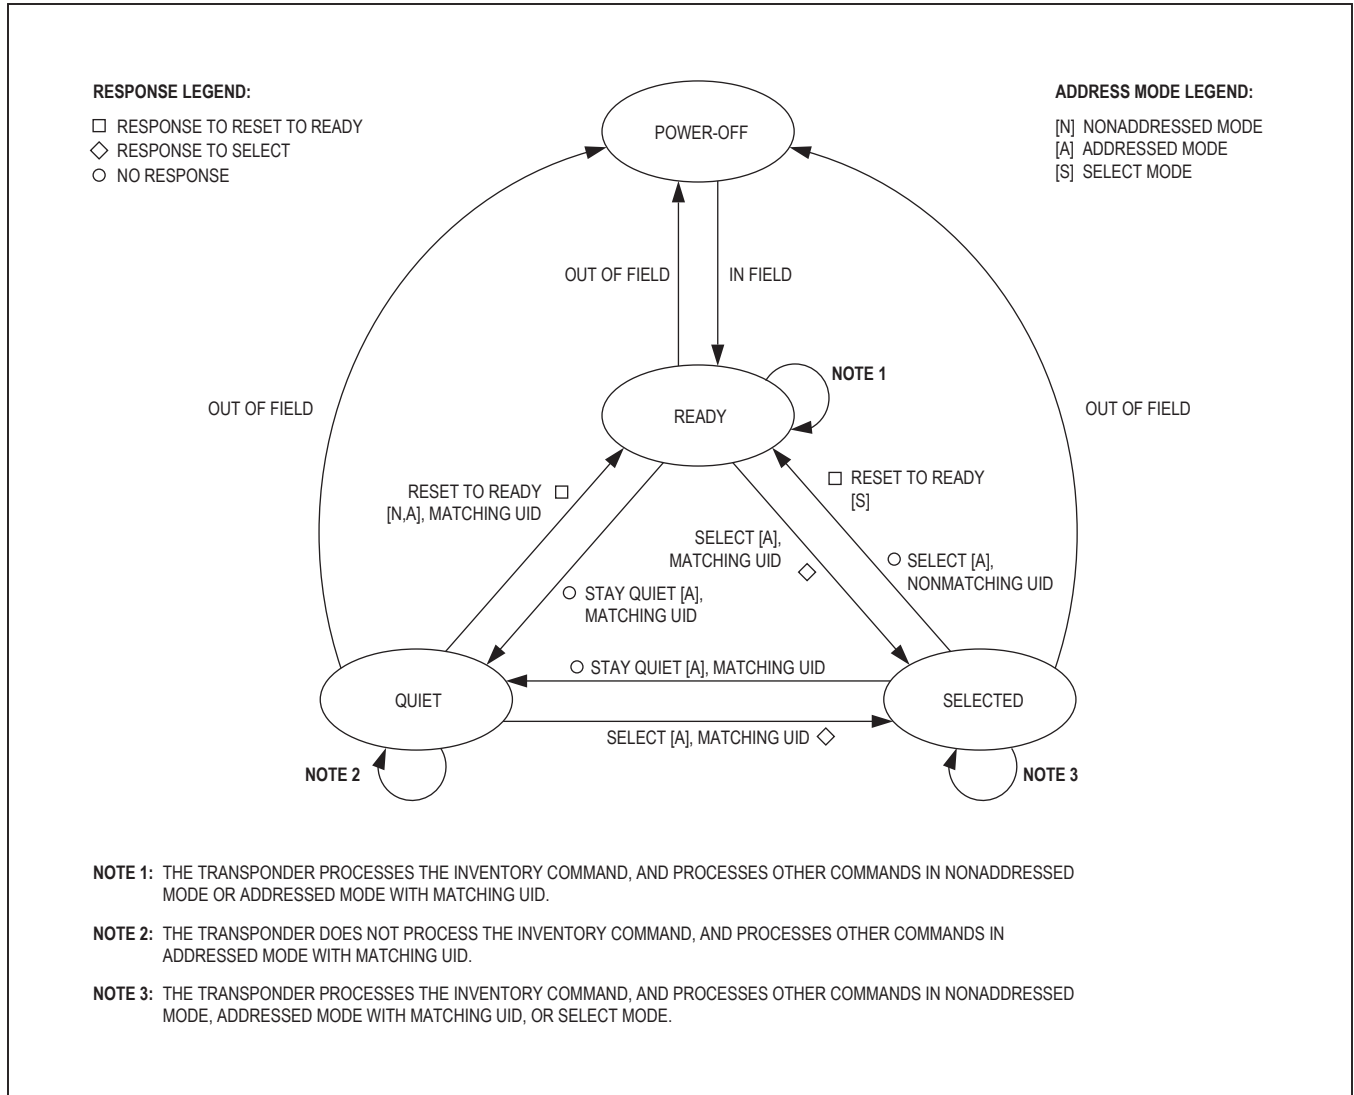 RESPONSE LEGEND:
RESPONSE TO RESET TO READY
RESPONSE TO SELECT
NO RESPONSE
ADDRESS MODE LEGEND:
[N] NONADDRESSED MODE
[A] ADDRESSED MODE
[S] SELECT MODE
POWER-OFF
OUT OF FIELD
IN FIELD
NOTE 1
OUT OF FIELD
OUT OF FIELD
READY
RESET TO READY
[N,A], MATCHING UID
RESET TO READY
[S]
SELECT [A],
MATCHING UID
SELECT [A],
NONMATCHING UID
STAY QUIET [A],
MATCHING UID
STAY QUIET [A], MATCHING UID
QUIET
SELECTED
SELECT [A], MATCHING UID
NOTE 2
NOTE 3
NOTE 1: THE TRANSPONDER PROCESSES THE INVENTORY COMMAND, AND PROCESSES OTHER COMMANDS IN NONADDRESSED
MODE OR ADDRESSED MODE WITH MATCHING UID.
NOTE 2: THE TRANSPONDER DOES NOT PROCESS THE INVENTORY COMMAND, AND PROCESSES OTHER COMMANDS IN
ADDRESSED MODE WITH MATCHING UID.
NOTE 3: THE TRANSPONDER PROCESSES THE INVENTORY COMMAND, AND PROCESSES OTHER COMMANDS IN NONADDRESSED
MODE, ADDRESSED MODE WITH MATCHING UID, OR SELECT MODE.